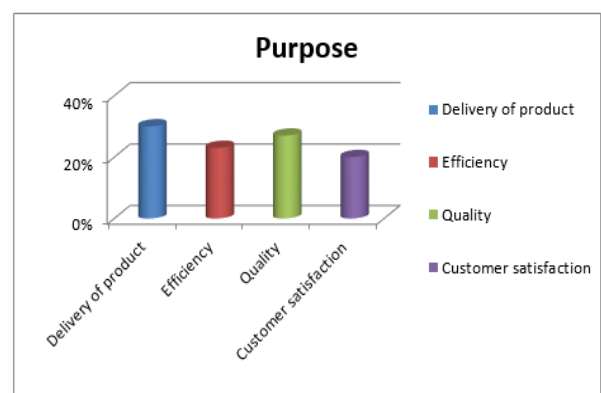 Purpose
40%
20%
0%
Delivery of product
Efficiency
Quality
Customer satisfaction
Delivery of product
Efficiency
Quality
Customer satisfaction